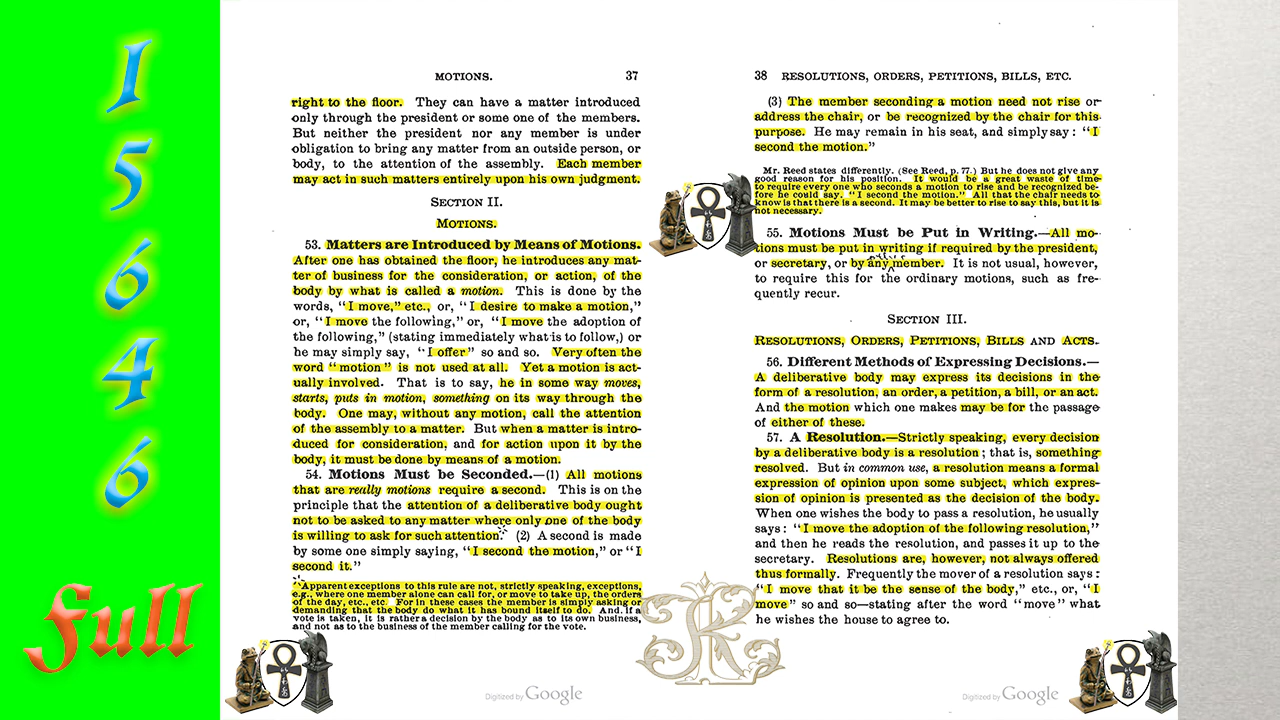 1
5
6
4
6
Full
MOTIONS. 37
right to the floor. They can have a matter introduced
only through the president or some one of the members.
But neither the president nor any member is under
obligation to bring any matter from an outside person, or
body, to the attention of the assembly. Each member
may act in such matters entirely upon his own judgment.
SECTION II.
MOTIONS.
53. Matters are Introduced by Means of Motions.
After one has obtained the floor, he introduces any mat-
ter of business for the consideration, or action, of the
body by what is called a motion. This is done by the
words, "I move," etc., or, "I desire to make a motion,"
or, "I move the following," or, "I move the adoption of
the following," (stating immediately what is to follow,) or
he may simply say, "I offer" so and so. Very often the
word "motion" is not used at all. Yet a motion is act-
ually involved. That is to say, he in some way moves,
starts, puts in motion, something on its way through the
body. One may, without any motion, call the attention
of the assembly to a matter. But when a matter is intro-
duced for consideration, and for action upon it by the
body, it must be done by means of a motion.
54. Motions Must be Seconded.—(1) All motions
that are really motions require a second. This is on the
principle that the attention of a deliberative body ought
not to be asked to any matter where only one of the body
is willing to ask for such attention. (2) A second is made
by some one simply saying, "I second the motion," or "I
second it."
Apparent exceptions to this rule are not, strictly speaking, exceptions,
e.g., where one member alone can call for, or move to take up, the orders
of the day, etc., etc. For in these cases the member is simply asking or
demanding that the body do what it has bound itself to do. And, if a
vote is taken, it is rather a decision by the body as to its own business,
and not as to the business of the member calling for the vote.
Digitized by Google
38 RESOLUTIONS, ORDERS, PETITIONS, BILLS, ETC.
(3) The member seconding a motion need not rise or
address the chair, or be recognized by the chair for this
purpose. He may remain in his seat, and simply say: "I
second the motion."
Mr. Reed states differently. (See Reed, p. 77.) But he does not give any
good reason for his position. It would be a great waste of time
to require every one who seconds a motion to rise and be recognized be-
fore he could say, "I second the motion." All that the chair needs to
know is that there is a second. It may be better to rise to say this, but it is
not necessary.
55. Motions Must be Put in Writing.—All mo-
tions must be put in writing if required by the president,
or secretary, or by any member. It is not usual, however,
to require this for the ordinary motions, such as fre-
quently recur.
SECTION III.
RESOLUTIONS, ORDERS, PETITIONS, BILLS AND ACTS.
56. Different Methods of Expressing Decisions.—
A deliberative body may express its decisions in the
form of a resolution, an order, a petition, a bill, or an act.
And the motion which one makes may be for the passage
of either of these.
57. A Resolution.—Strictly speaking, every decision
by a deliberative body is a resolution; that is, something
resolved. But in common use, a resolution means a formal
expression of opinion upon some subject, which expres-
sion of opinion is presented as the decision of the body.
When one wishes the body to pass a resolution, he usually
says: "I move the adoption of the following resolution,"
and then he reads the resolution, and passes it up to the
secretary. Resolutions are, however, not always offered
thus formally. Frequently the mover of a resolution says:
"I move that it be the sense of the body," etc., or, "I
move" so and so—stating after the word "move" what
he wishes the house to agree to.
Digitized by Google